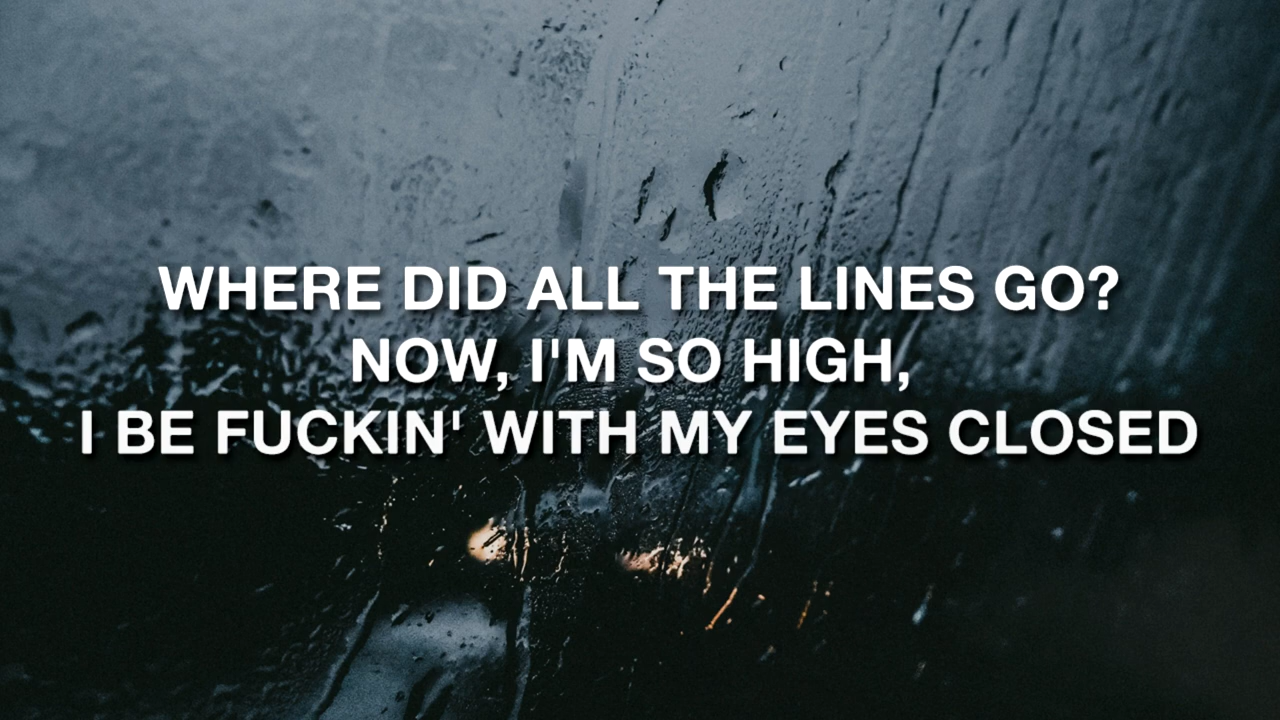 WHERE DID ALL THE LINES GO?
NOW, I'M SO HIGH,
I BE FUCKIN' WITH MY EYES CLOSED